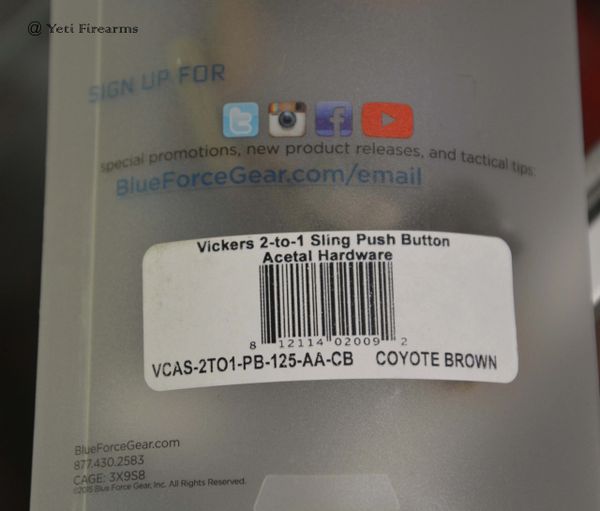 @ Yeti Firearms
SIGN UP FOR
special promotions, new product releases, and tactical tips.
BlueForceGear.com/email
Vickers 2-to-1 Sling Push Button
Acetal Hardware
8 12114 02009 2
VCAS-2TO1-PB-125-AA-CB COYOTE BROWN
BlueForceGear.com
877.430.2583
CAGE: 3X9S8
©2015 Blue Force Gear, Inc. All Rights Reserved.